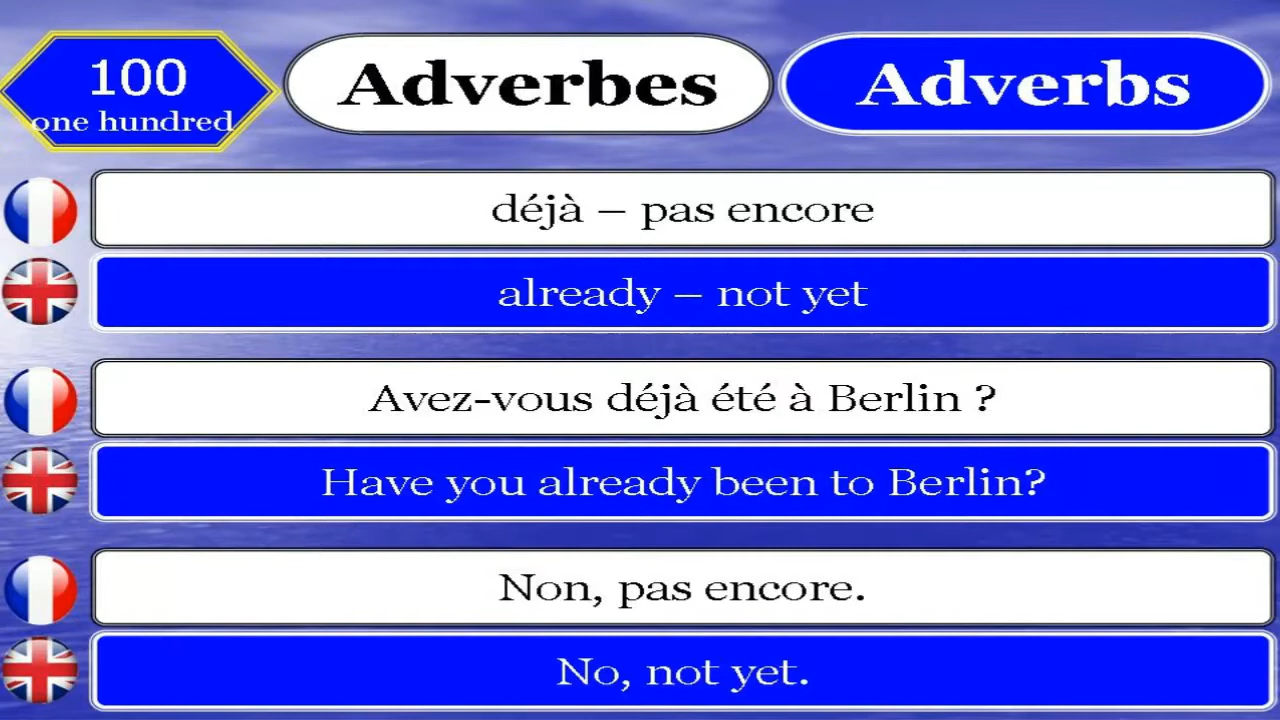 100
one hundred
Adverbes
Adverbs
déjà – pas encore
already – not yet
Avez-vous déjà été à Berlin ?
Have you already been to Berlin?
Non, pas encore.
No, not yet.